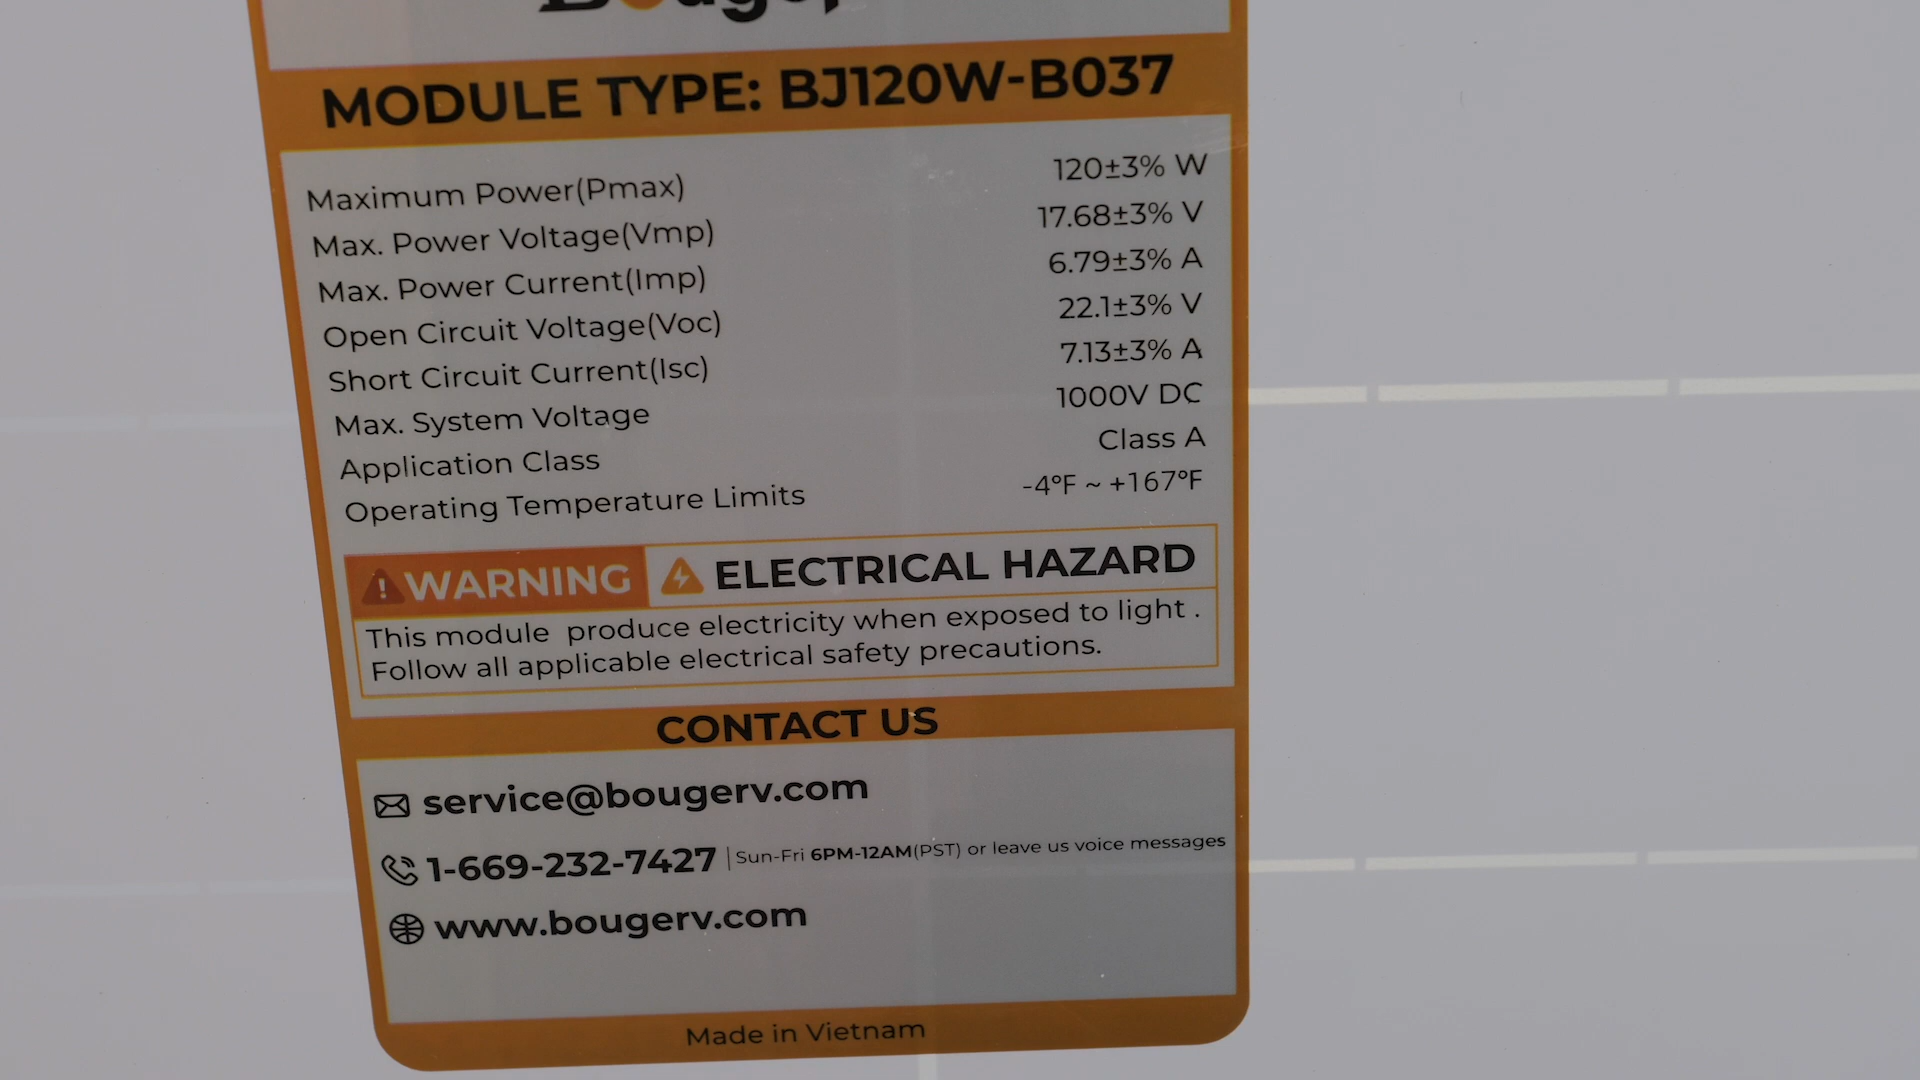 MODULE TYPE: BJ120W-B037
Maximum Power(Pmax) 120±3% W
Max. Power Voltage(Vmp) 17.68±3% V
Max. Power Current(Imp) 6.79±3% A
Open Circuit Voltage(Voc) 22.1±3% V
Short Circuit Current(Isc) 7.13±3% A
Max. System Voltage 1000V DC
Application Class Class A
Operating Temperature Limits -4°F ~ +167°F
WARNING ELECTRICAL HAZARD
This module produce electricity when exposed to light .
Follow all applicable electrical safety precautions.
CONTACT US
service@bougerv.com
1-669-232-7427 Sun-Fri 6PM-12AM(PST) or leave us voice messages
www.bougerv.com
Made in Vietnam